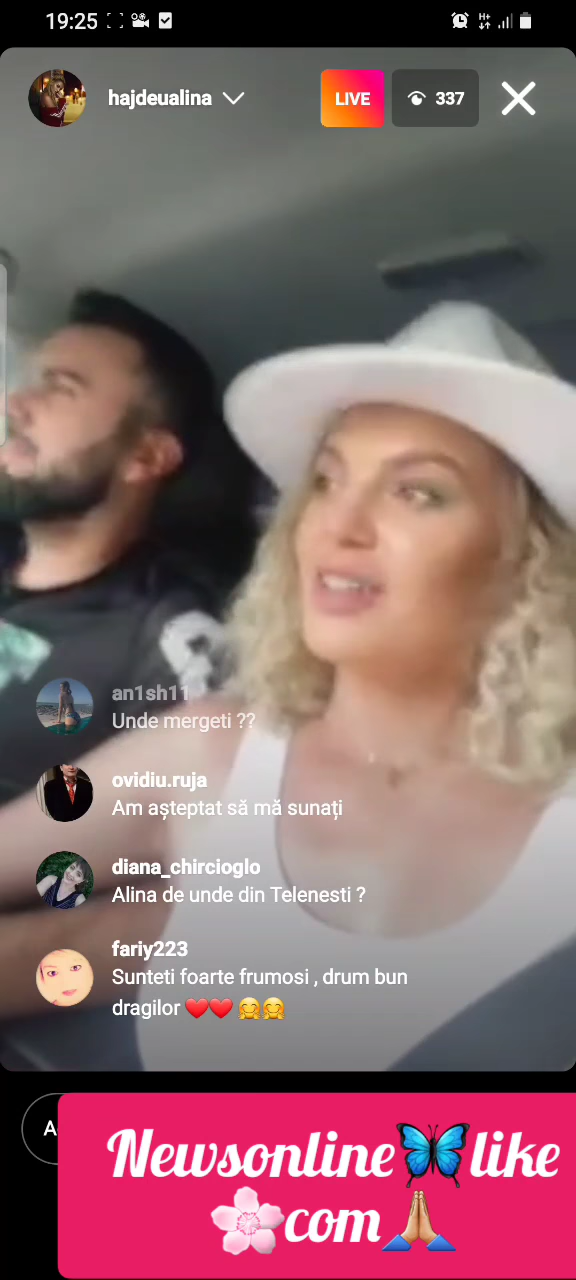 19:25
H+
hajdeualina
LIVE
337
an1sh11
Unde mergeti ??
ovidiu.ruja
Am așteptat să mă sunați
diana_chircioglo
Alina de unde din Telenesti ?
fariy223
Sunteti foarte frumosi , drum bun
dragilor ❤️❤️ 🤗🤗
Newsonline🦋like
🌸com🙏